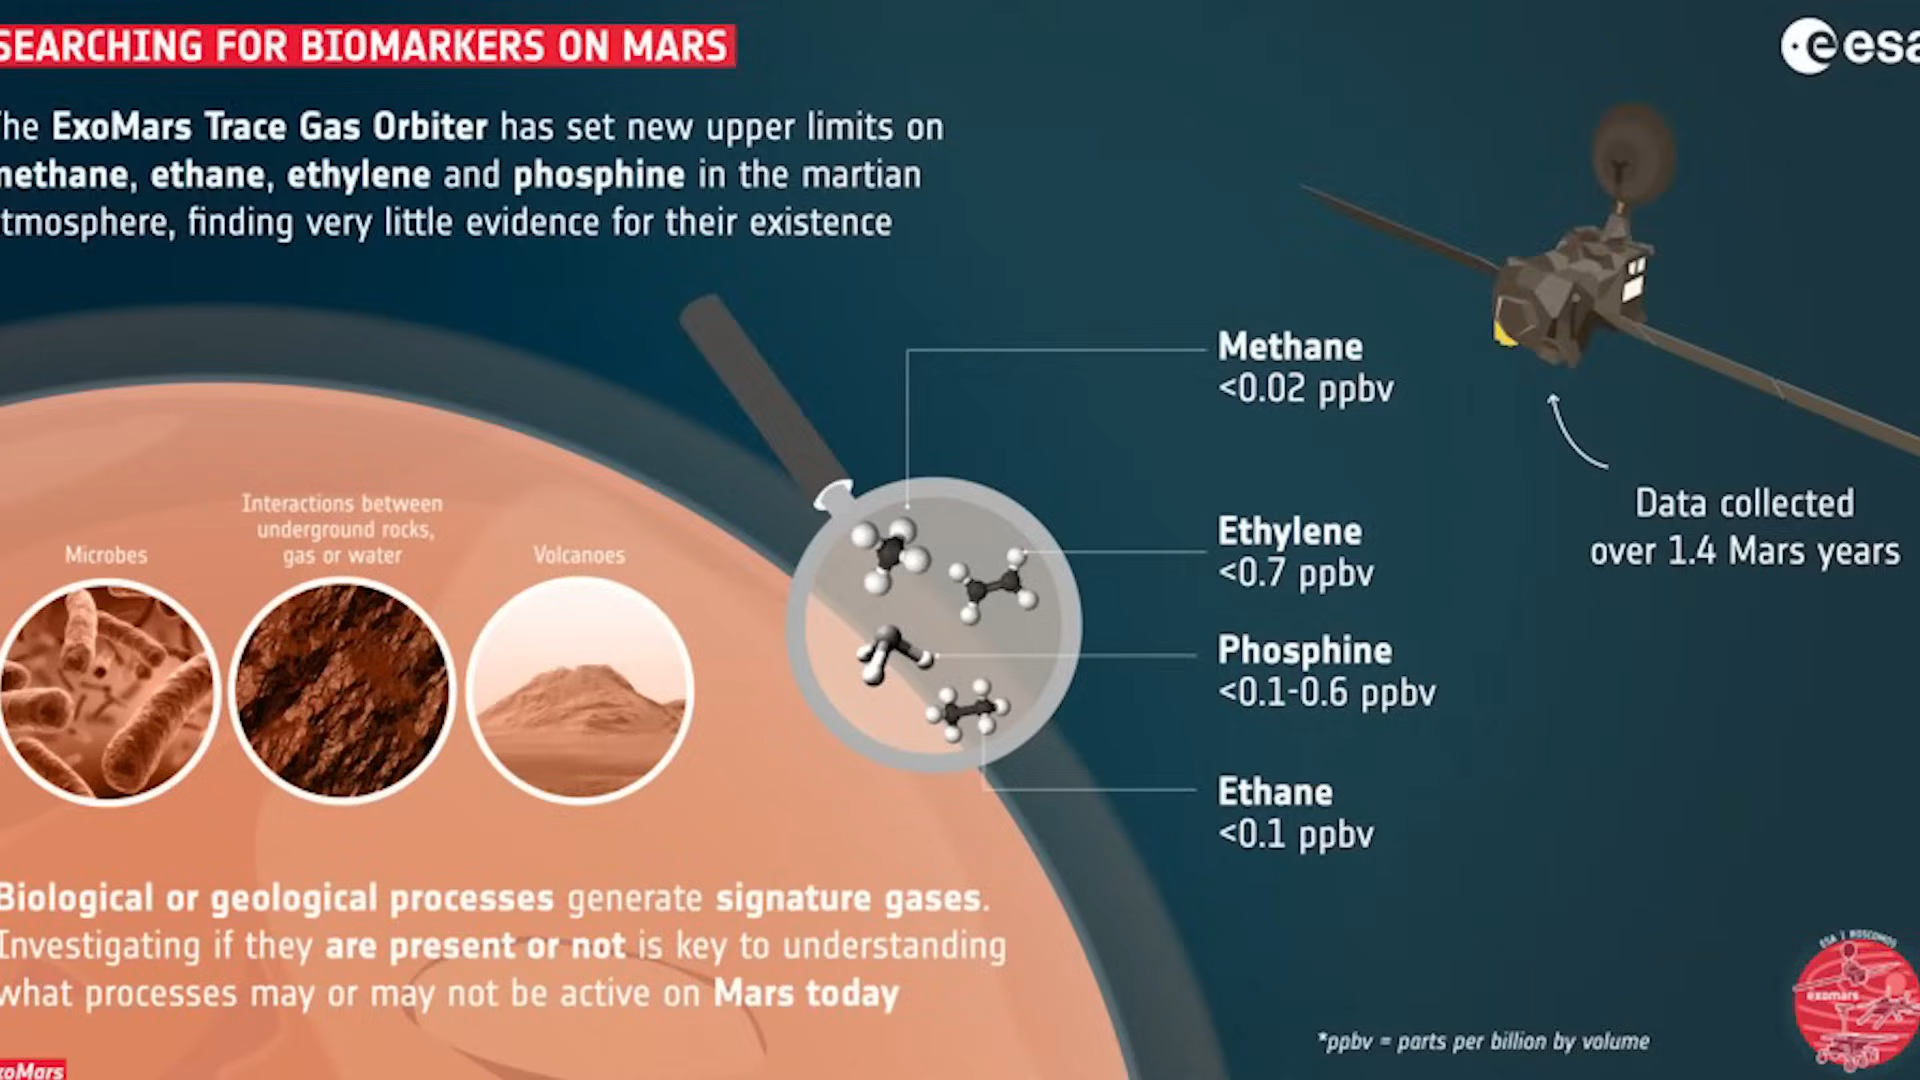 SEARCHING FOR BIOMARKERS ON MARS
esa
he ExoMars Trace Gas Orbiter has set new upper limits on
methane, ethane, ethylene and phosphine in the martian
tmosphere, finding very little evidence for their existence
Methane
<0.02 ppbv
Ethylene
<0.7 ppbv
Phosphine
<0.1-0.6 ppbv
Ethane
<0.1 ppbv
Data collected
over 1.4 Mars years
Microbes
Interactions between
underground rocks,
gas or water
Volcanoes
Biological or geological processes generate signature gases.
Investigating if they are present or not is key to understanding
what processes may or may not be active on Mars today
*ppbv = parts per billion by volume
ESA | ROSCOSMOS
exomars
xoMars